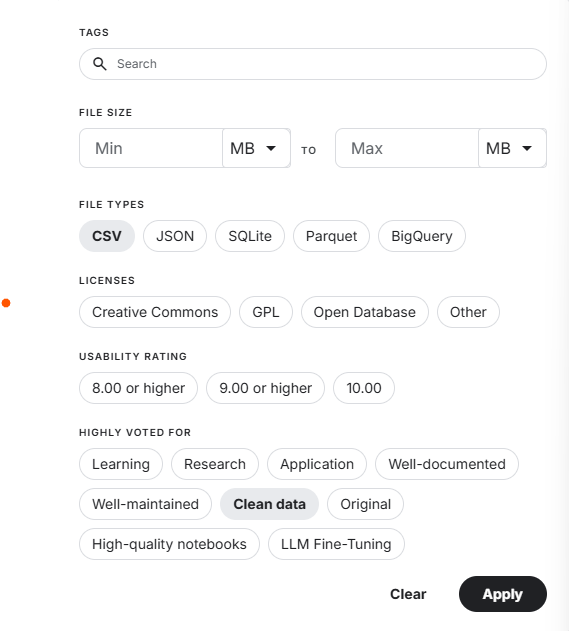 TAGS
Search
FILE SIZE
Min MB TO Max MB
FILE TYPES
CSV JSON SQLite Parquet BigQuery
LICENSES
Creative Commons GPL Open Database Other
USABILITY RATING
8.00 or higher 9.00 or higher 10.00
HIGHLY VOTED FOR
Learning Research Application Well-documented
Well-maintained Clean data Original
High-quality notebooks LLM Fine-Tuning
Clear Apply